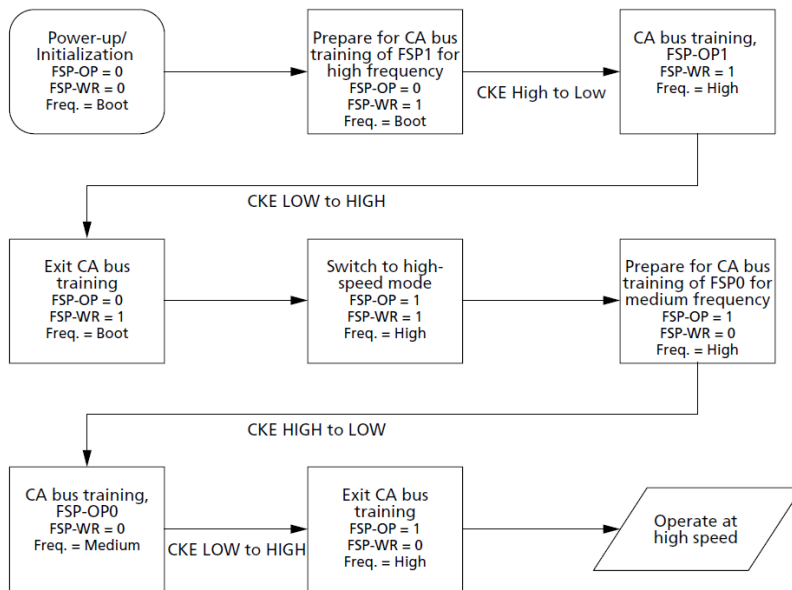 Power-up/
Initialization
FSP-OP = 0
FSP-WR = 0
Freq. = Boot
Prepare for CA bus
training of FSP1 for
high frequency
FSP-OP = 0
FSP-WR = 1
Freq. = Boot
CKE High to Low
CA bus training,
FSP-OP1
FSP-WR = 1
Freq. = High
CKE LOW to HIGH
Exit CA bus
training
FSP-OP = 0
FSP-WR = 1
Freq. = Boot
Switch to high-
speed mode
FSP-OP = 1
FSP-WR = 1
Freq. = High
Prepare for CA bus
training of FSP0 for
medium frequency
FSP-OP = 1
FSP-WR = 0
Freq. = High
CKE HIGH to LOW
CA bus training,
FSP-OP0
FSP-WR = 0
Freq. = Medium
CKE LOW to HIGH
Exit CA bus
training
FSP-OP = 1
FSP-WR = 0
Freq. = High
Operate at
high speed